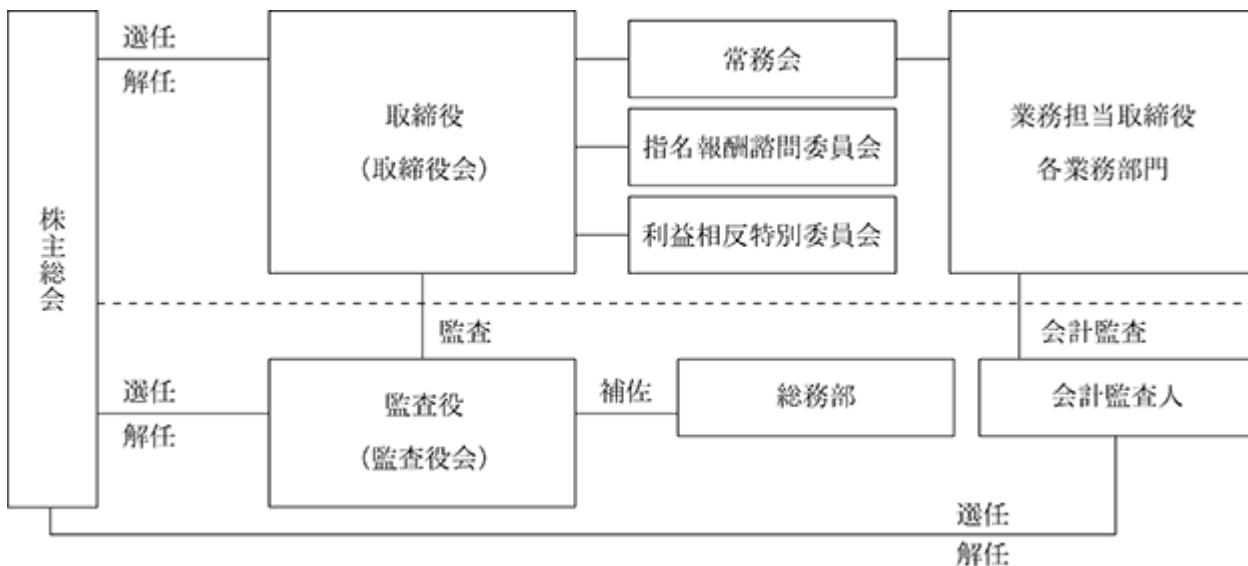 選任
解任
取締役
（取締役会）
常務会
指名報酬諮問委員会
利益相反特別委員会
業務担当取締役
各業務部門
株主総会
監査
会計監査
選任
解任
監査役
（監査役会）
補佐
総務部
会計監査人
選任
解任